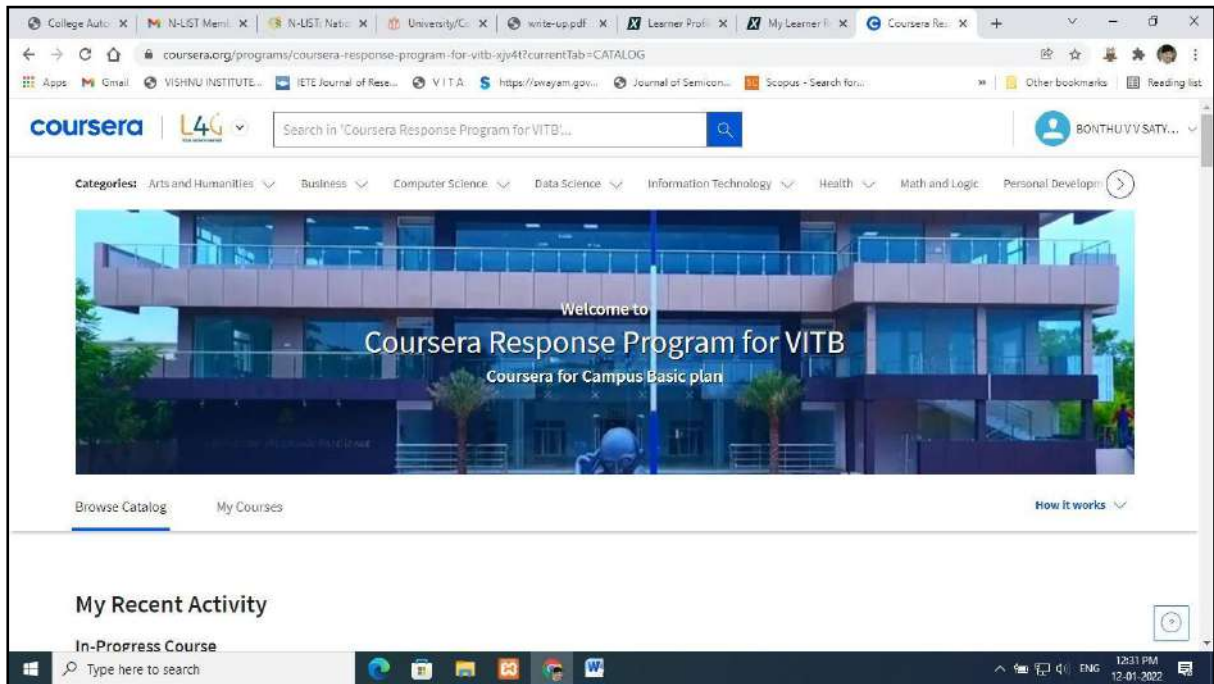 College Auto
N-LIST Memb
N-LIST: Natio
University/Co
write-up.pdf
Learner Profi
My Learner R
Coursera Res
coursera.org/programs/coursera-response-program-for-vitb-xjv4t?currentTab=CATALOG
Apps
Gmail
VISHNU INSTITUTE...
IETE Journal of Rese...
V I T A
https://swayam.gov...
Journal of Semicon...
Scopus - Search for...
Other bookmarks
Reading list
coursera
L4G
Search in 'Coursera Response Program for VITB'...
BONTHU V V SATY...
Categories: Arts and Humanities Business Computer Science Data Science Information Technology Health Math and Logic Personal Developm
Welcome to
Coursera Response Program for VITB
Coursera for Campus Basic plan
Browse Catalog
My Courses
How it works
My Recent Activity
In-Progress Course
Type here to search
ENG
12:31 PM
12-01-2022